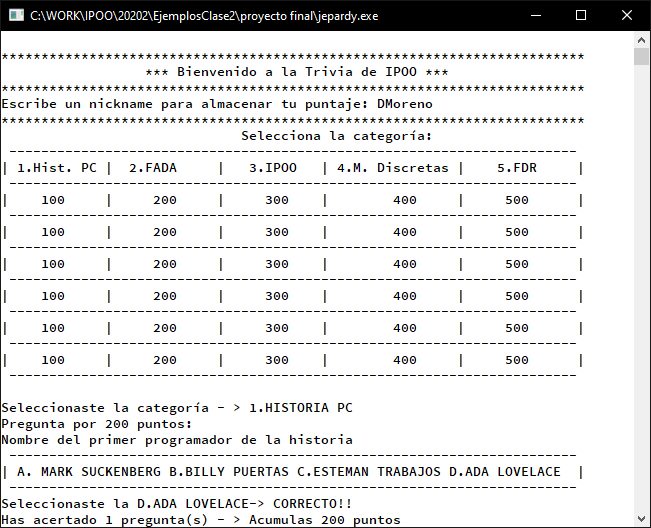 C:\WORK\IPOO\20202\EjemplosClase2\proyecto final\jepardy.exe
*************************************************************************
*** Bienvenido a la Trivia de IPOO ***
*************************************************************************
Escribe un nickname para almacenar tu puntaje: DMoreno
*************************************************************************
Selecciona la categoría:
-----------------------------------------------------------------------
| 1.Hist. PC | 2.FADA | 3.IPOO | 4.M. Discretas | 5.FDR |
-----------------------------------------------------------------------
| 100 | 200 | 300 | 400 | 500 |
-----------------------------------------------------------------------
| 100 | 200 | 300 | 400 | 500 |
-----------------------------------------------------------------------
| 100 | 200 | 300 | 400 | 500 |
-----------------------------------------------------------------------
| 100 | 200 | 300 | 400 | 500 |
-----------------------------------------------------------------------
| 100 | 200 | 300 | 400 | 500 |
-----------------------------------------------------------------------
| 100 | 200 | 300 | 400 | 500 |
-----------------------------------------------------------------------
Seleccionaste la categoría - > 1.HISTORIA PC
Pregunta por 200 puntos:
Nombre del primer programador de la historia
-----------------------------------------------------------------------
| A. MARK SUCKENBERG B.BILLY PUERTAS C.ESTEMAN TRABAJOS D.ADA LOVELACE |
-----------------------------------------------------------------------
Seleccionaste la D.ADA LOVELACE-> CORRECTO!!
Has acertado 1 pregunta(s) - > Acumulas 200 puntos